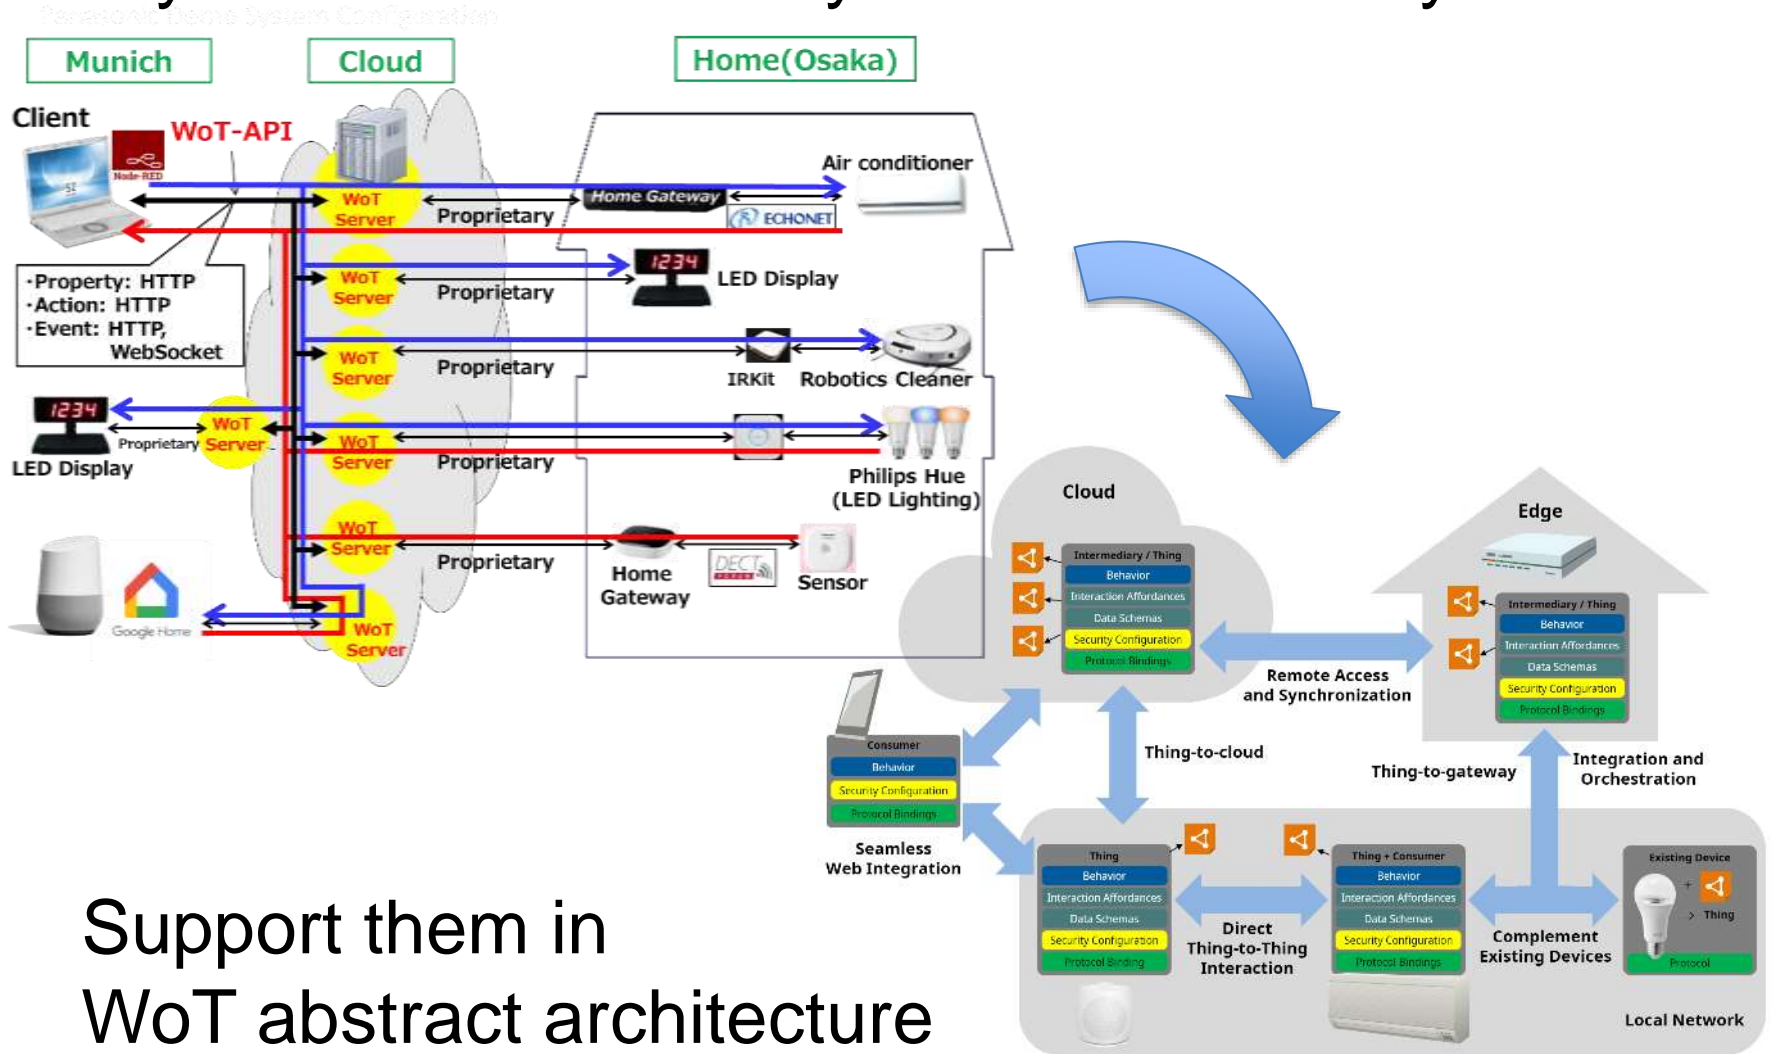 Panasonic Demo System Configuration
Munich
Cloud
Home(Osaka)
Client
Node-RED
WoT-API
WoT
Server
Proprietary
Home Gateway
ECHONET
Air conditioner
·Property: HTTP
·Action: HTTP
·Event: HTTP,
WebSocket
WoT
Server
Proprietary
1234
LED Display
WoT
Server
Proprietary
IRKit
Robotics Cleaner
1234
LED Display
Proprietary
WoT
Server
WoT
Server
Proprietary
Philips Hue
(LED Lighting)
WoT
Server
Proprietary
Home
Gateway
DECT
Sensor
Google Home
WoT
Server
Cloud
Intermediary / Thing
Behavior
Interaction Affordances
Data Schemas
Security Configuration
Protocol Bindings
Edge
Intermediary / Thing
Behavior
Interaction Affordances
Data Schemas
Security Configuration
Protocol Bindings
Remote Access
and Synchronization
Consumer
Behavior
Security Configuration
Protocol Bindings
Seamless
Web Integration
Thing-to-cloud
Thing-to-gateway
Integration and
Orchestration
Thing
Behavior
Interaction Affordances
Data Schemas
Security Configuration
Protocol Binding
Direct
Thing-to-Thing
Interaction
Thing + Consumer
Behavior
Interaction Affordances
Data Schemas
Security Configuration
Protocol Bindings
Complement
Existing Devices
Existing Device
+
> Thing
Protocol
Local Network
Support them in
WoT abstract architecture